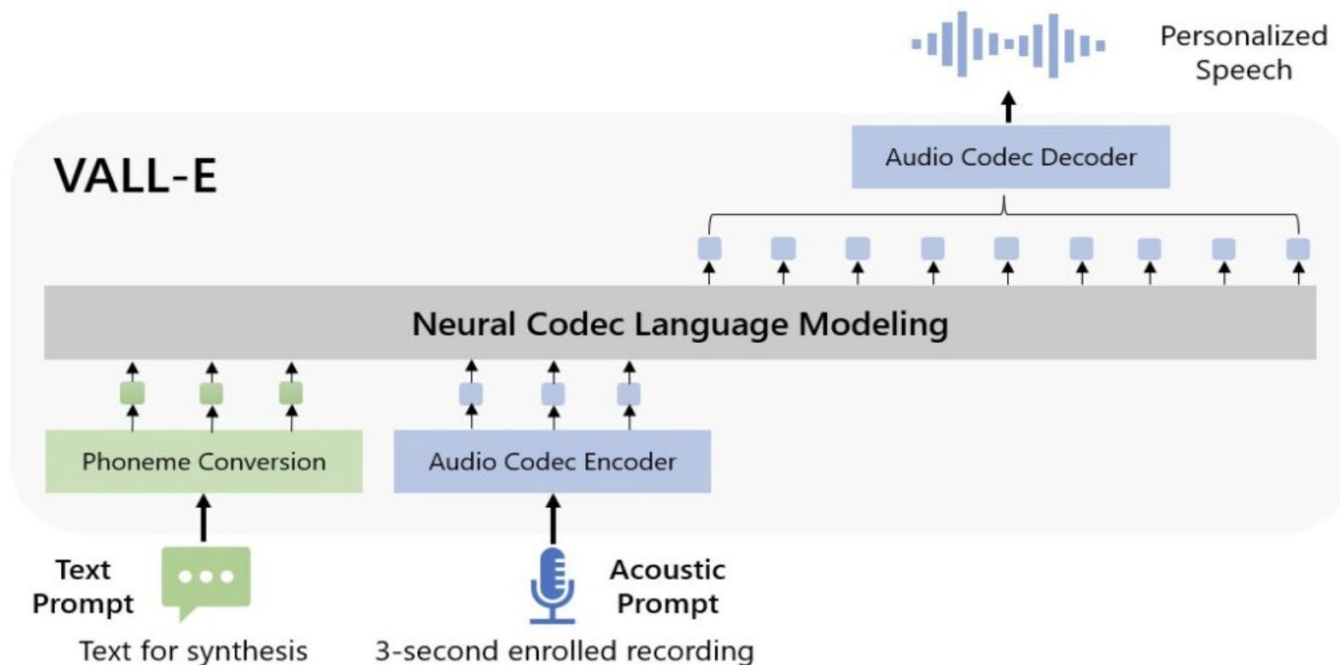 Personalized
Speech
Audio Codec Decoder
VALL-E
Neural Codec Language Modeling
Phoneme Conversion
Audio Codec Encoder
Text
Prompt
Acoustic
Prompt
Text for synthesis
3-second enrolled recording